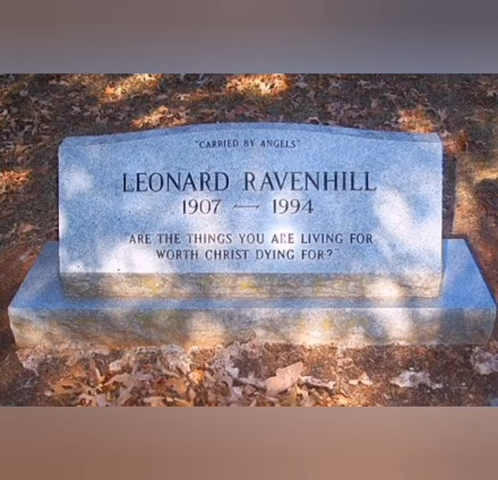 "CARRIED BY ANGELS"
LEONARD RAVENHILL
1907 — 1994
"ARE THE THINGS YOU ARE LIVING FOR
WORTH CHRIST DYING FOR?"